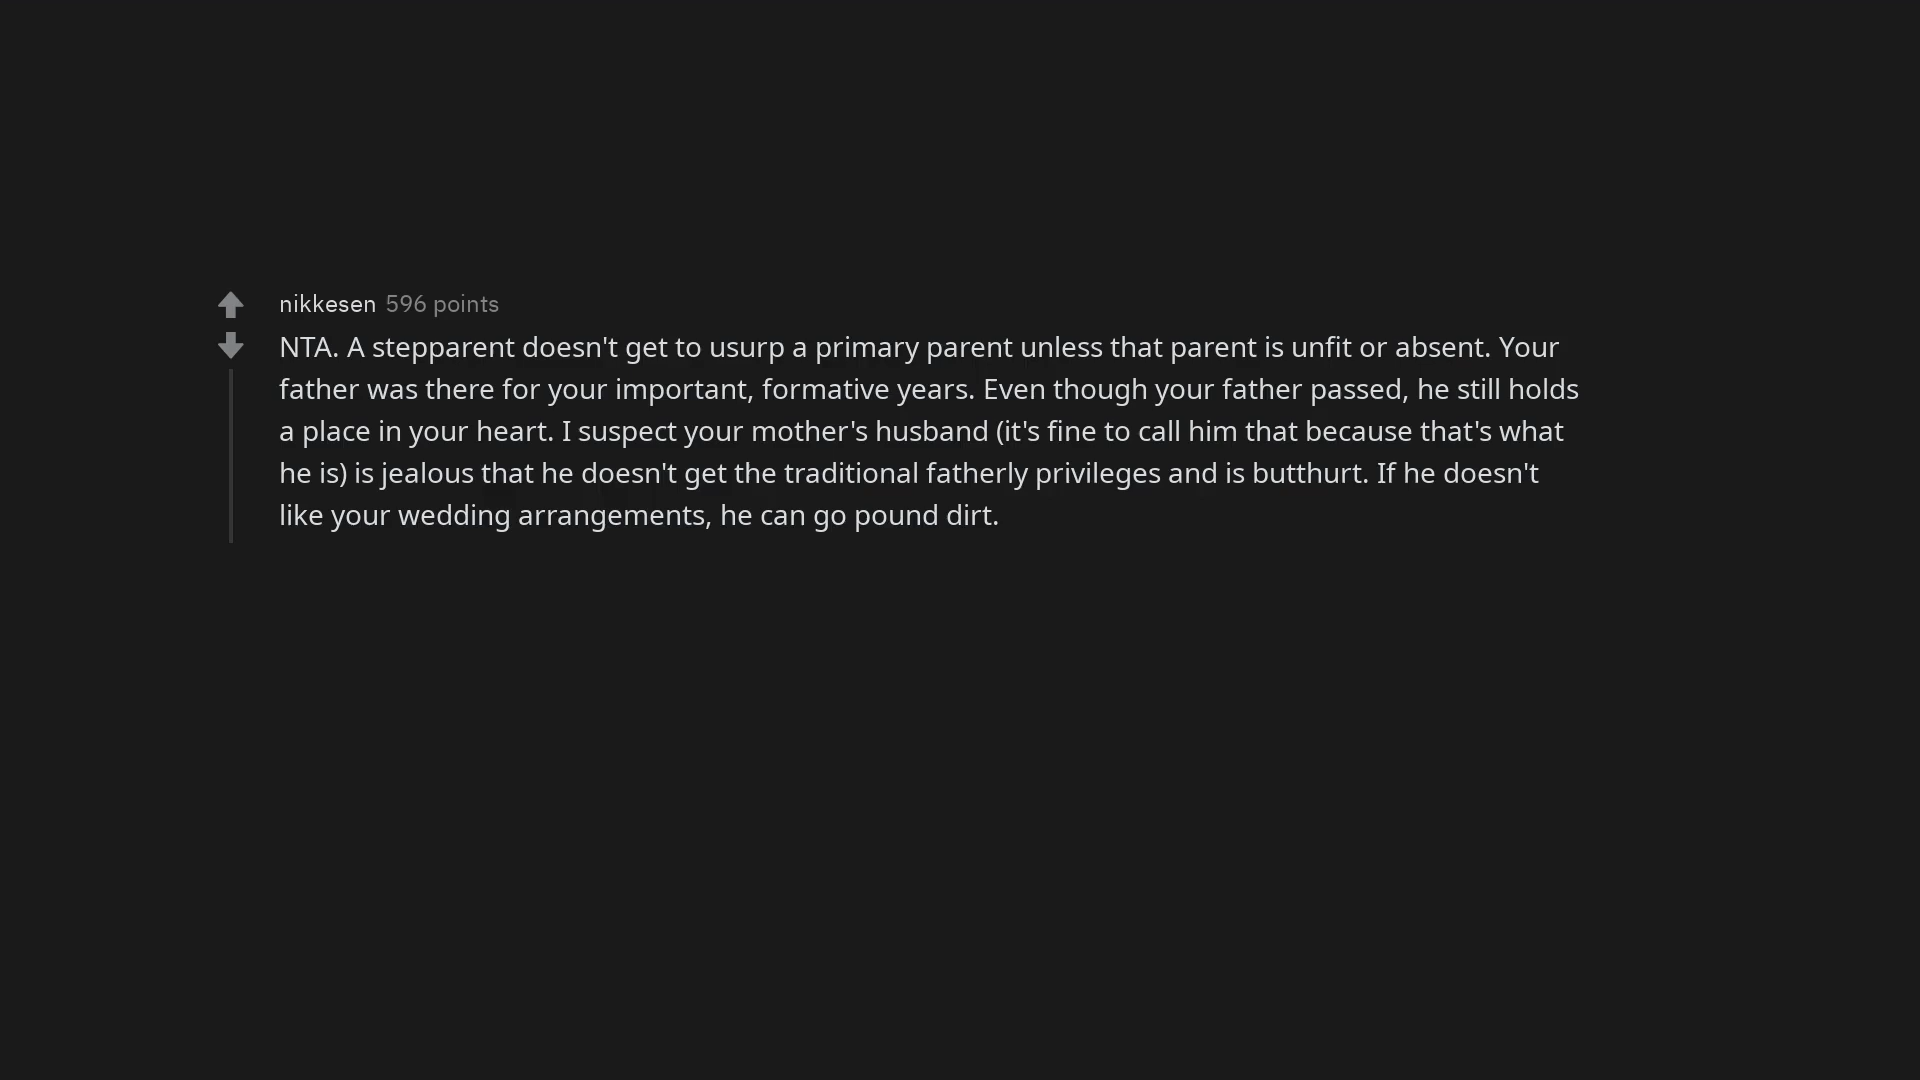 nikkesen 596 points
NTA. A stepparent doesn't get to usurp a primary parent unless that parent is unfit or absent. Your
father was there for your important, formative years. Even though your father passed, he still holds
a place in your heart. I suspect your mother's husband (it's fine to call him that because that's what
he is) is jealous that he doesn't get the traditional fatherly privileges and is butthurt. If he doesn't
like your wedding arrangements, he can go pound dirt.